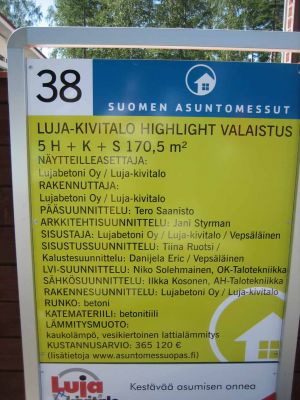 38
SUOMEN ASUNTOMESSUT
LUJA-KIVITALO HIGHLIGHT VALAISTUS
5 H + K + S 170,5 m²
NÄYTTEILLEASETTAJA:
Lujabetoni Oy / Luja-kivitalo
RAKENNUTTAJA:
Lujabetoni Oy / Luja-kivitalo
PÄÄSUUNNITTELU: Tero Saanisto
ARKKITEHTISUUNNITTELU: Jani Styrman
SISUSTAJA: Lujabetoni Oy / Luja-kivitalo / Vepsäläinen
SISUSTUSSUUNNITTELU: Tiina Ruotsi /
Kalustesuunnittelu: Danijela Eric / Vepsäläinen
LVI-SUUNNITTELU: Niko Solehmainen, OK-Talotekniikka
SÄHKÖSUUNNITTELU: Ilkka Kosonen, AH-Talotekniikka
RAKENNESUUNNITTELU: Lujabetoni Oy / Luja-kivitalo
RUNKO: betoni
KATEMATERIILI: betonitiili
LÄMMITYSMUOTO:
kaukolämpö, vesikiertoinen lattialämmitys
KUSTANNUSARVIO: 365 120 €
(lisätietoja www.asuntomessuopas.fi)
Luja
Kestävää asumisen onnea